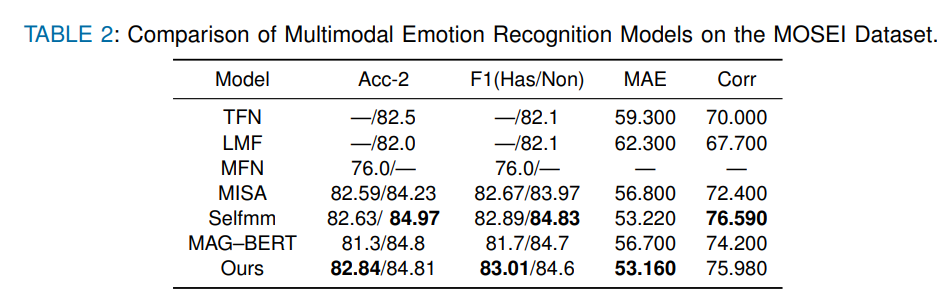 TABLE 2: Comparison of Multimodal Emotion Recognition Models on the MOSEI Dataset.
Model Acc-2 F1(Has/Non) MAE Corr
TFN —/82.5 —/82.1 59.300 70.000
LMF —/82.0 —/82.1 62.300 67.700
MFN 76.0/— 76.0/— — —
MISA 82.59/84.23 82.67/83.97 56.800 72.400
Selfmm 82.63/ 84.97 82.89/84.83 53.220 76.590
MAG–BERT 81.3/84.8 81.7/84.7 56.700 74.200
Ours 82.84/84.81 83.01/84.6 53.160 75.980